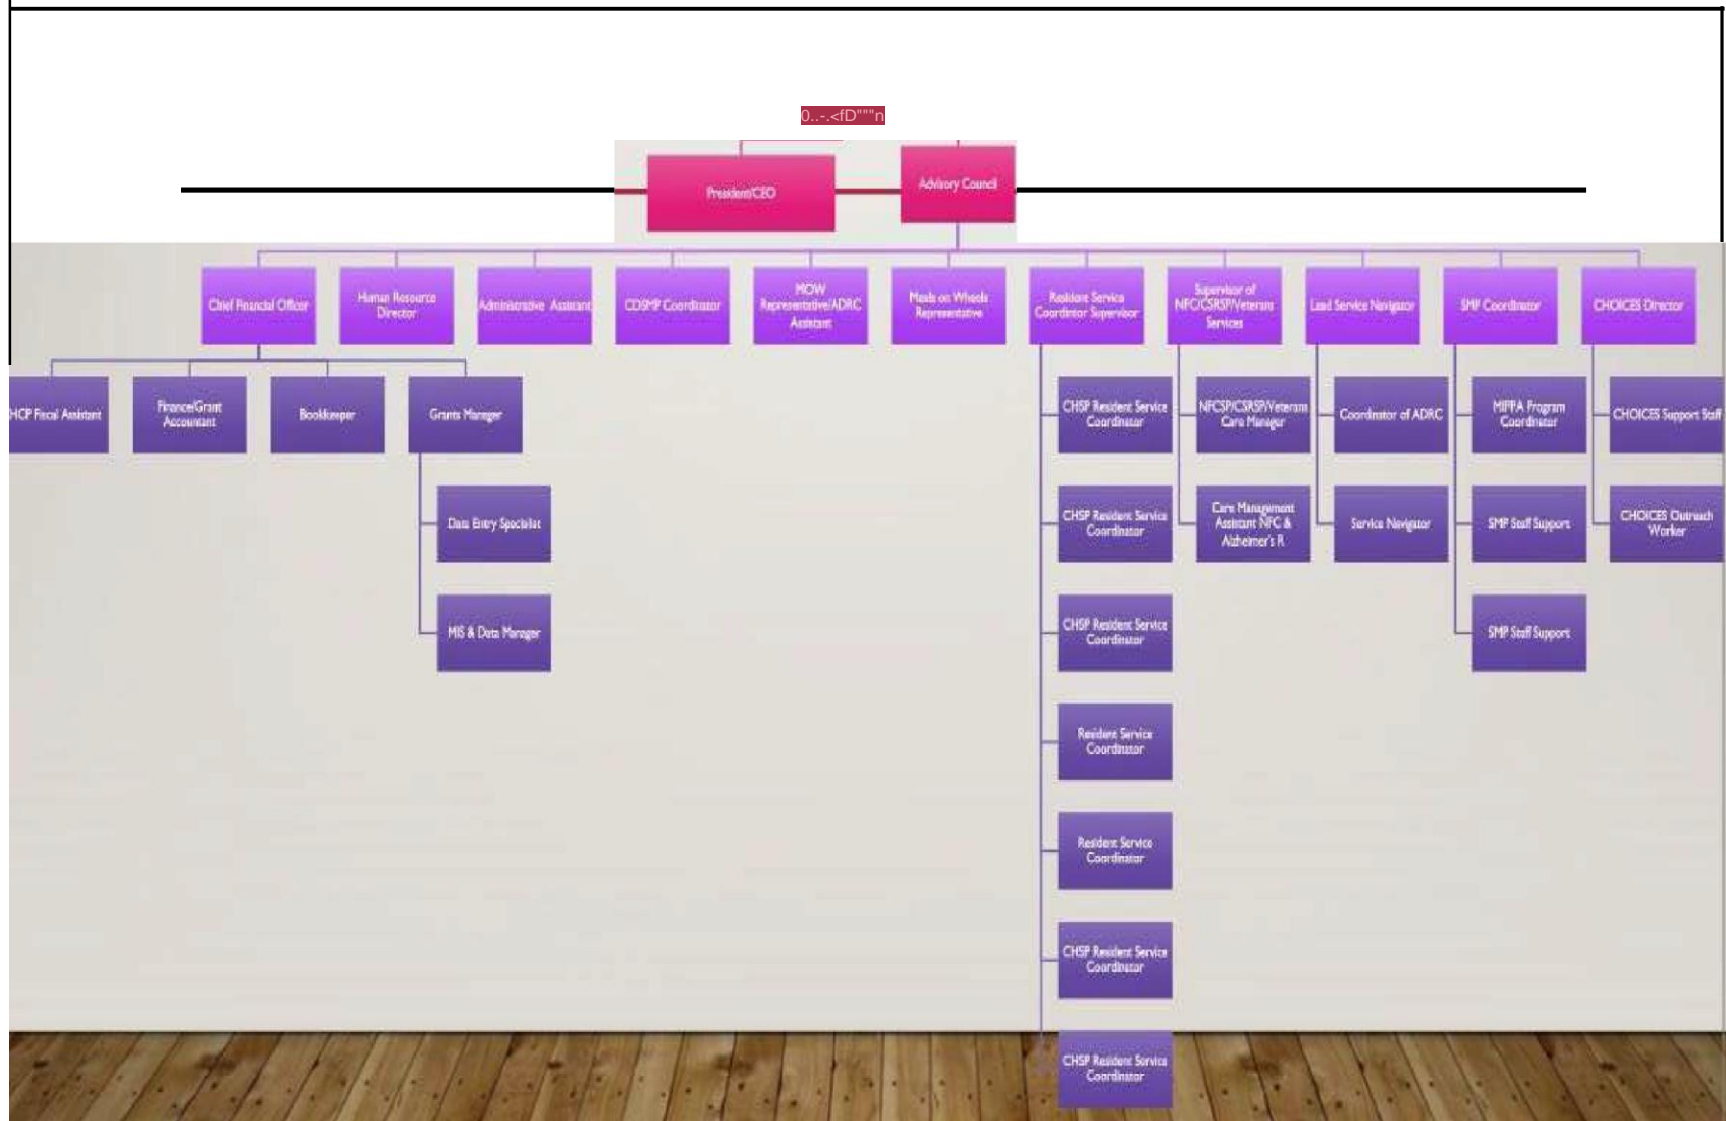 0..-.<fD"""n
President/CEO
Advisory Council
Chief Financial Officer
Human Resource
Director
Administrative Assistant
CDSMP Coordinator
MOW
Representative/ADRC
Assistant
Meals on Wheels
Representative
Resident Service
Coordintor Supervisor
Supervisor of
NFC/CSRSP/Veterans
Services
Lead Service Navigator
SMP Coordinator
CHOICES Director
HCP Fiscal Assistant
Finance/Grant
Accountant
Bookkeeper
Grants Manager
CHSP Resident Service
Coordinator
NFCSP/CSRSP/Veterans
Care Manager
Coordinator of ADRC
MIPPA Program
Coordinator
CHOICES Support Staff
Data Entry Specialist
CHSP Resident Service
Coordinator
Care Management
Assistant NFC &
Alzheimer's R
Service Navigator
SMP Staff Support
CHOICES Outreach
Worker
MIS & Data Manager
CHSP Resident Service
Coordinator
SMP Staff Support
Resident Service
Coordinator
Resident Service
Coordinator
CHSP Resident Service
Coordinator
CHSP Resident Service
Coordinator